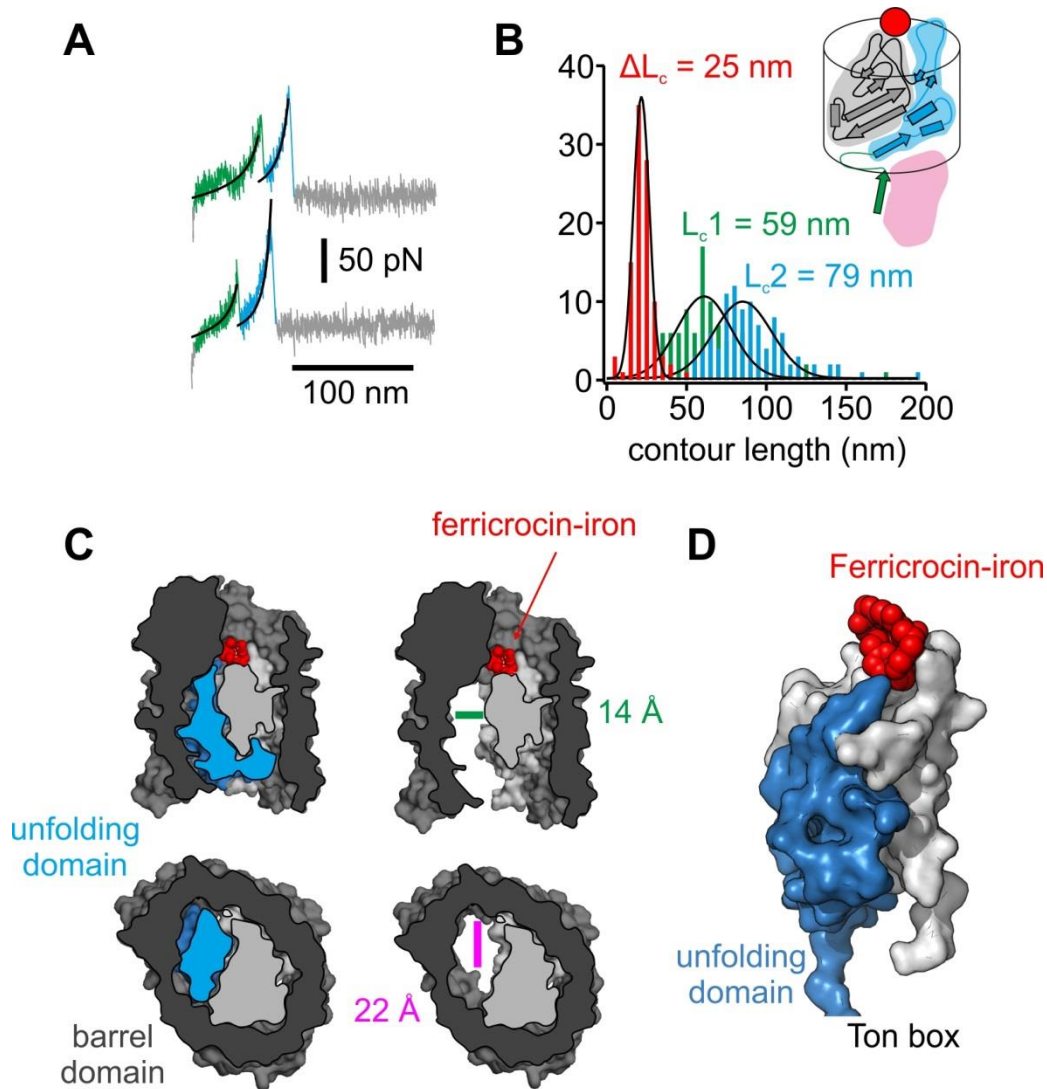 A
50 pN
100 nm
B
ΔLc = 25 nm
Lc1 = 59 nm
Lc2 = 79 nm
40
30
20
10
0
0 50 100 150 200
contour length (nm)
C
ferricrocin-iron
14 Å
unfolding
domain
22 Å
barrel
domain
D
Ferricrocin-iron
unfolding
domain
Ton box